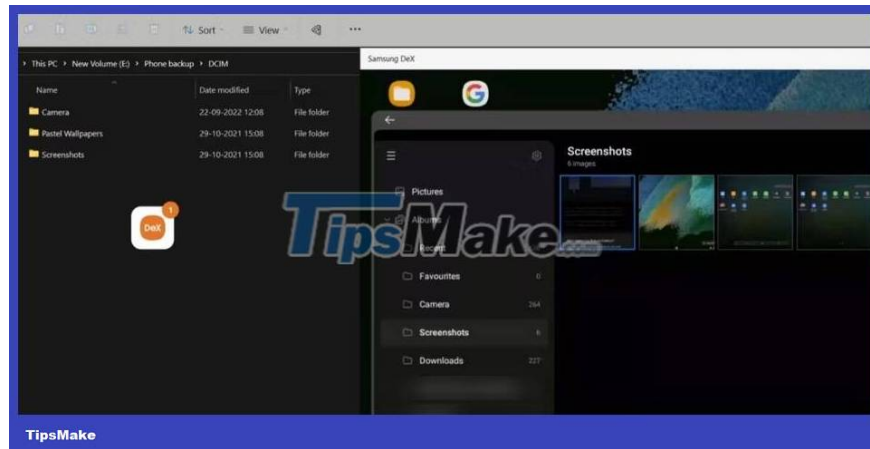 Sort
View
This PC > New Volume (E:) > Phone backup > DCIM
Name
Date modified
Type
Camera
22-09-2022 12:08
File folder
Pastel Wallpapers
29-10-2021 15:08
File folder
Screenshots
29-10-2021 15:08
File folder
DeX
1
Samsung DeX
Screenshots
6 images
Pictures
Albums
Recent
Favourites
0
Camera
264
Screenshots
6
Downloads
227
TipsMake
TipsMake